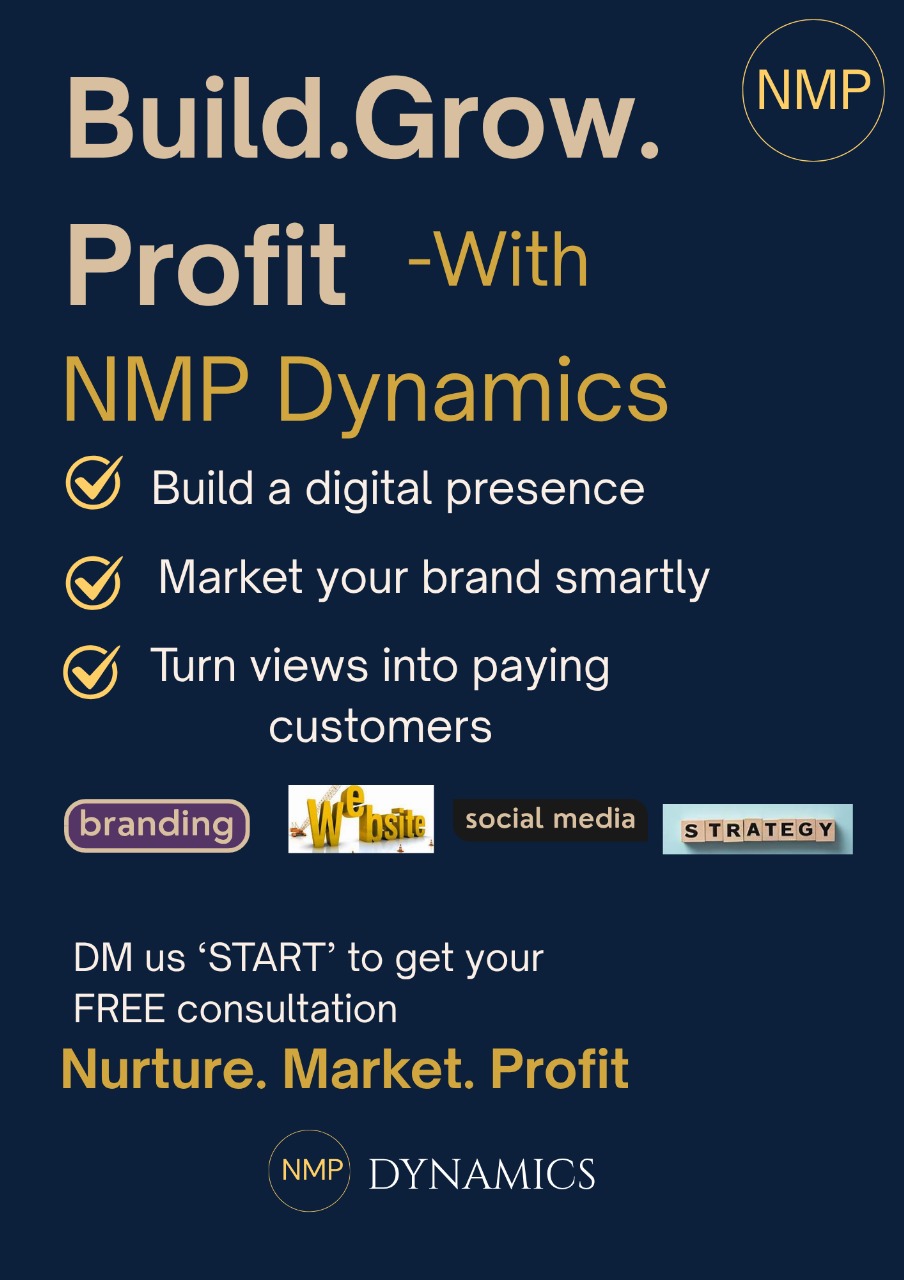 NMP
Build.Grow.
Profit -With
NMP Dynamics
Build a digital presence
Market your brand smartly
Turn views into paying
customers
branding
Website
social media
STRATEGY
DM us ‘START’ to get your
FREE consultation
Nurture. Market. Profit
NMP DYNAMICS